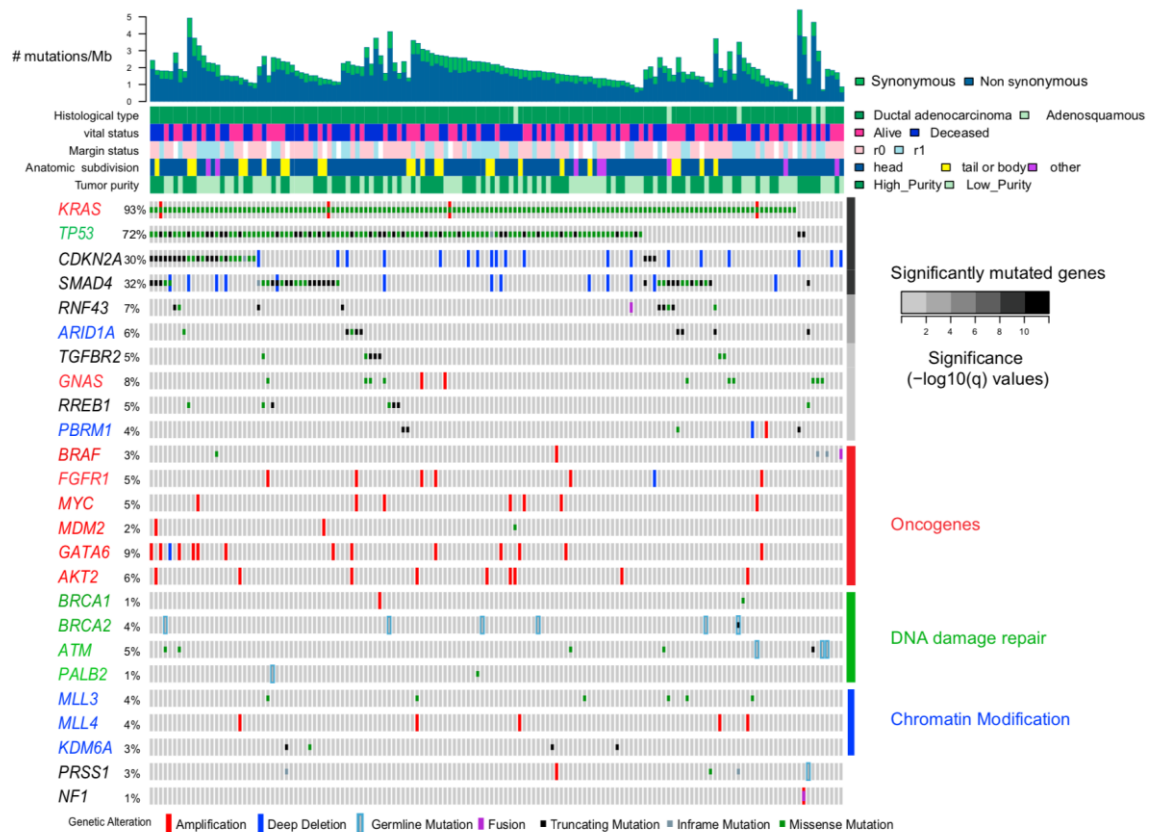 5
4
3
2
1
0
# mutations/Mb
Synonymous Non synonymous
Histological type
Ductal adenocarcinoma Adenosquamous
vital status
Alive Deceased
Margin status
r0 r1
Anatomic subdivision
head tail or body other
Tumor purity
High_Purity Low_Purity
KRAS 93%
TP53 72%
CDKN2A 30%
SMAD4 32%
RNF43 7%
ARID1A 6%
TGFBR2 5%
GNAS 8%
RREB1 5%
PBRM1 4%
BRAF 3%
FGFR1 5%
MYC 5%
MDM2 2%
GATA6 9%
AKT2 6%
BRCA1 1%
BRCA2 4%
ATM 5%
PALB2 1%
MLL3 4%
MLL4 4%
KDM6A 3%
PRSS1 3%
NF1 1%
Significantly mutated genes
2 4 6 8 10
Significance
(−log10(q) values)
Oncogenes
DNA damage repair
Chromatin Modification
Genetic Alteration Amplification Deep Deletion Germline Mutation Fusion Truncating Mutation Inframe Mutation Missense Mutation